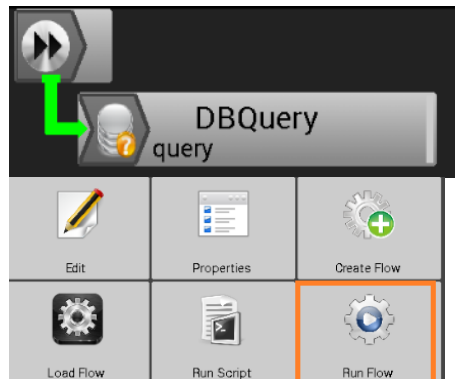 DBQuery
query
Edit
Properties
Create Flow
Load Flow
Run Script
Run Flow